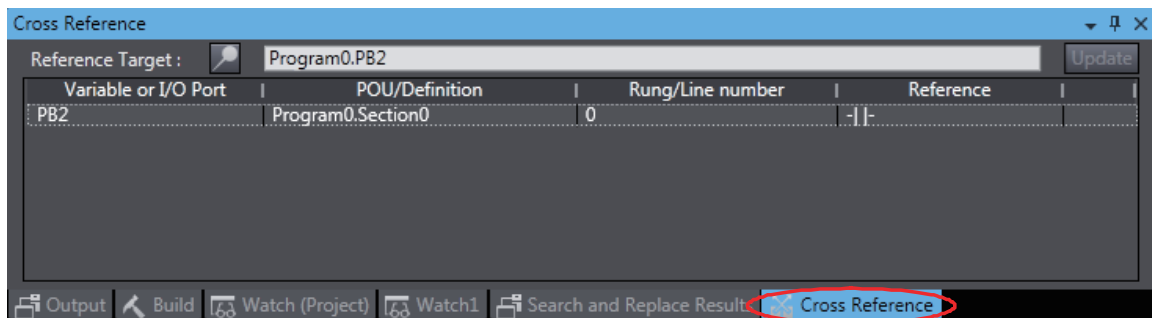 Cross Reference
Reference Target : Program0.PB2 Update
Variable or I/O Port POU/Definition Rung/Line number Reference
PB2 Program0.Section0 0 -| |-
Output Build Watch (Project) Watch1 Search and Replace Result Cross Reference